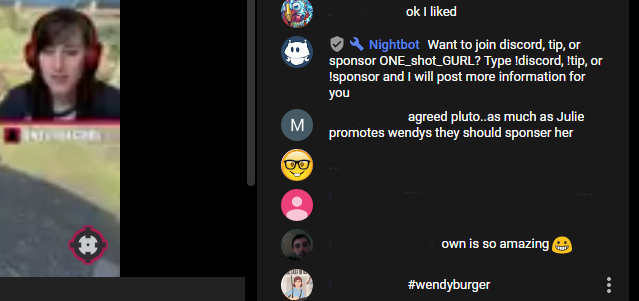 ok I liked
Nightbot Want to join discord, tip, or
sponsor ONE_shot_GURL? Type !discord, !tip, or
!sponsor and I will post more information for
you
M
agreed pluto..as much as Julie
promotes wendys they should sponser her
own is so amazing
#wendyburger